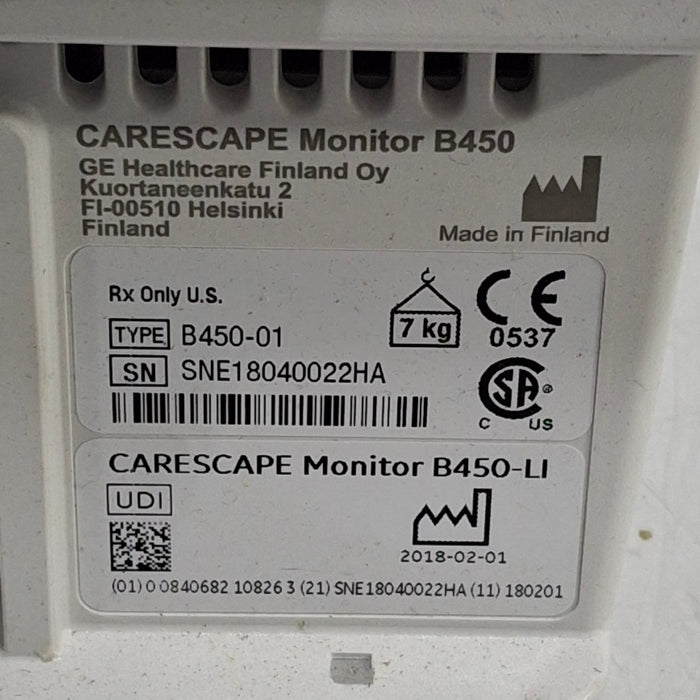 CARESCAPE Monitor B450
GE Healthcare Finland Oy
Kuortaneenkatu 2
FI-00510 Helsinki
Finland
Made in Finland
Rx Only U.S.
7 kg
CE
0537
TYPE B450-01
SN SNE18040022HA
SA
C US
CARESCAPE Monitor B450-LI
UDI
2018-02-01
(01) 0 0840682 10826 3 (21) SNE18040022HA (11) 180201